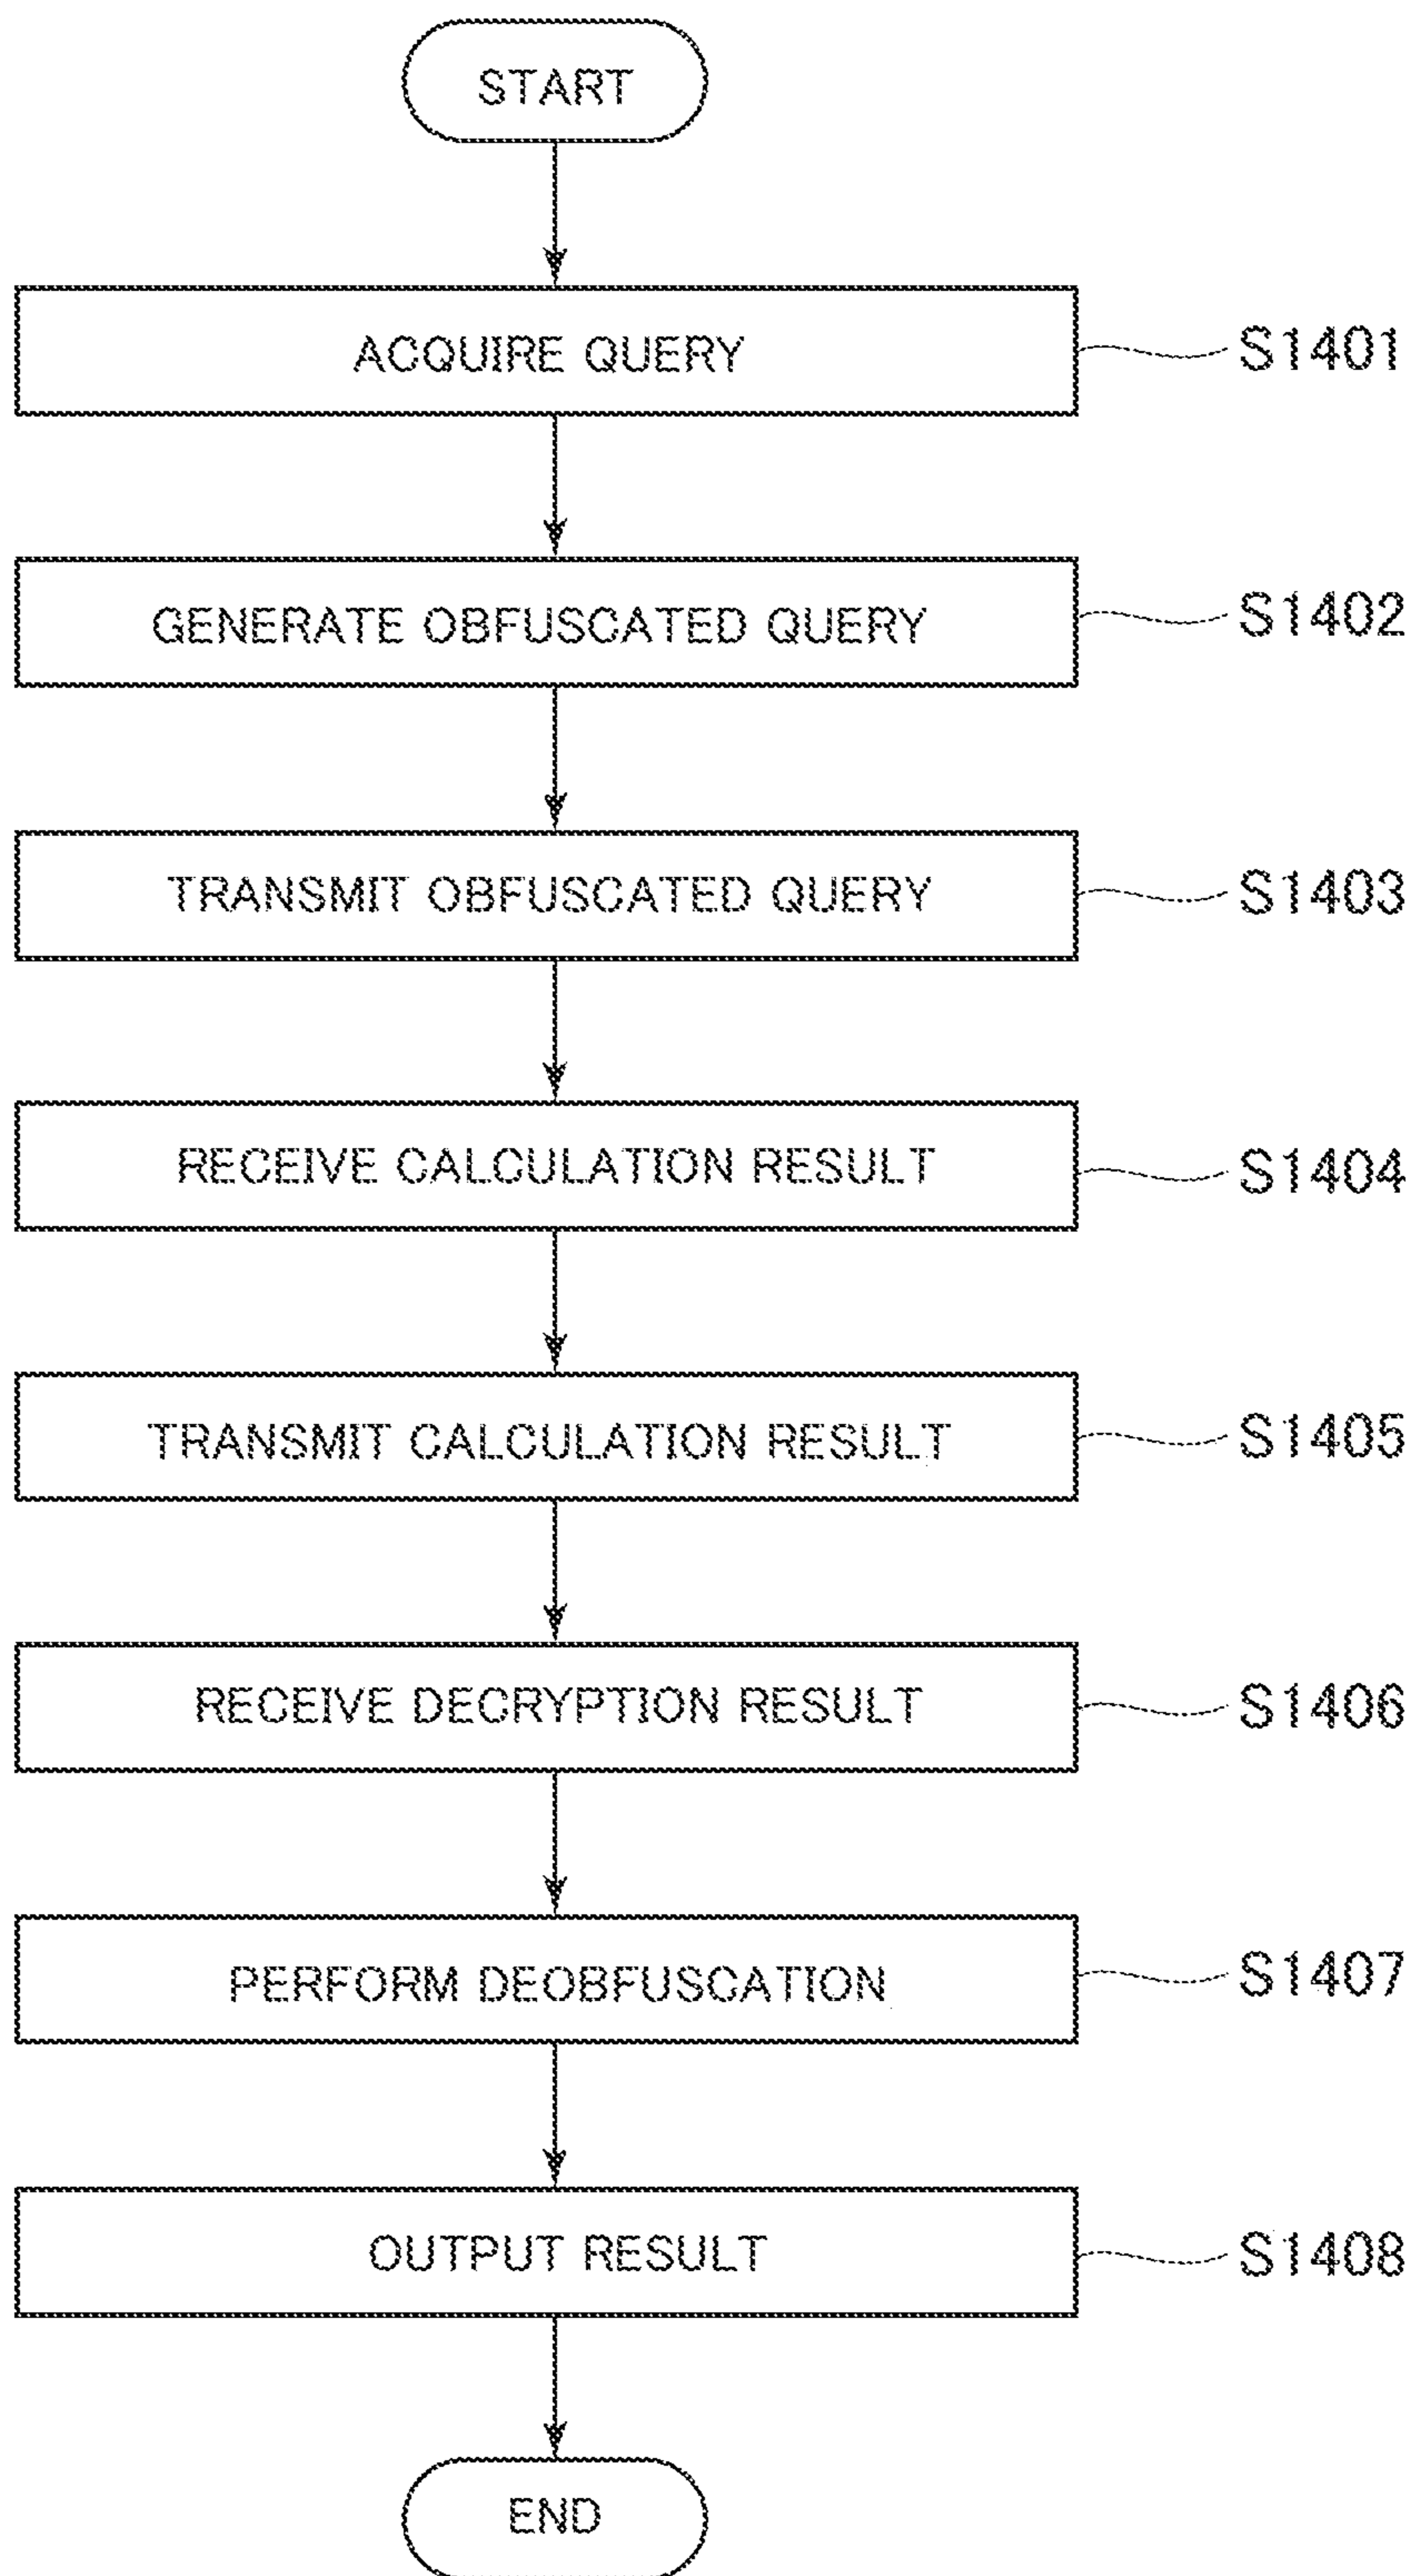 START
ACQUIRE QUERY S1401
GENERATE OBFUSCATED QUERY S1402
TRANSMIT OBFUSCATED QUERY S1403
RECEIVE CALCULATION RESULT S1404
TRANSMIT CALCULATION RESULT S1405
RECEIVE DECRYPTION RESULT S1406
PERFORM DEOBFUSCATION S1407
OUTPUT RESULT S1408
END